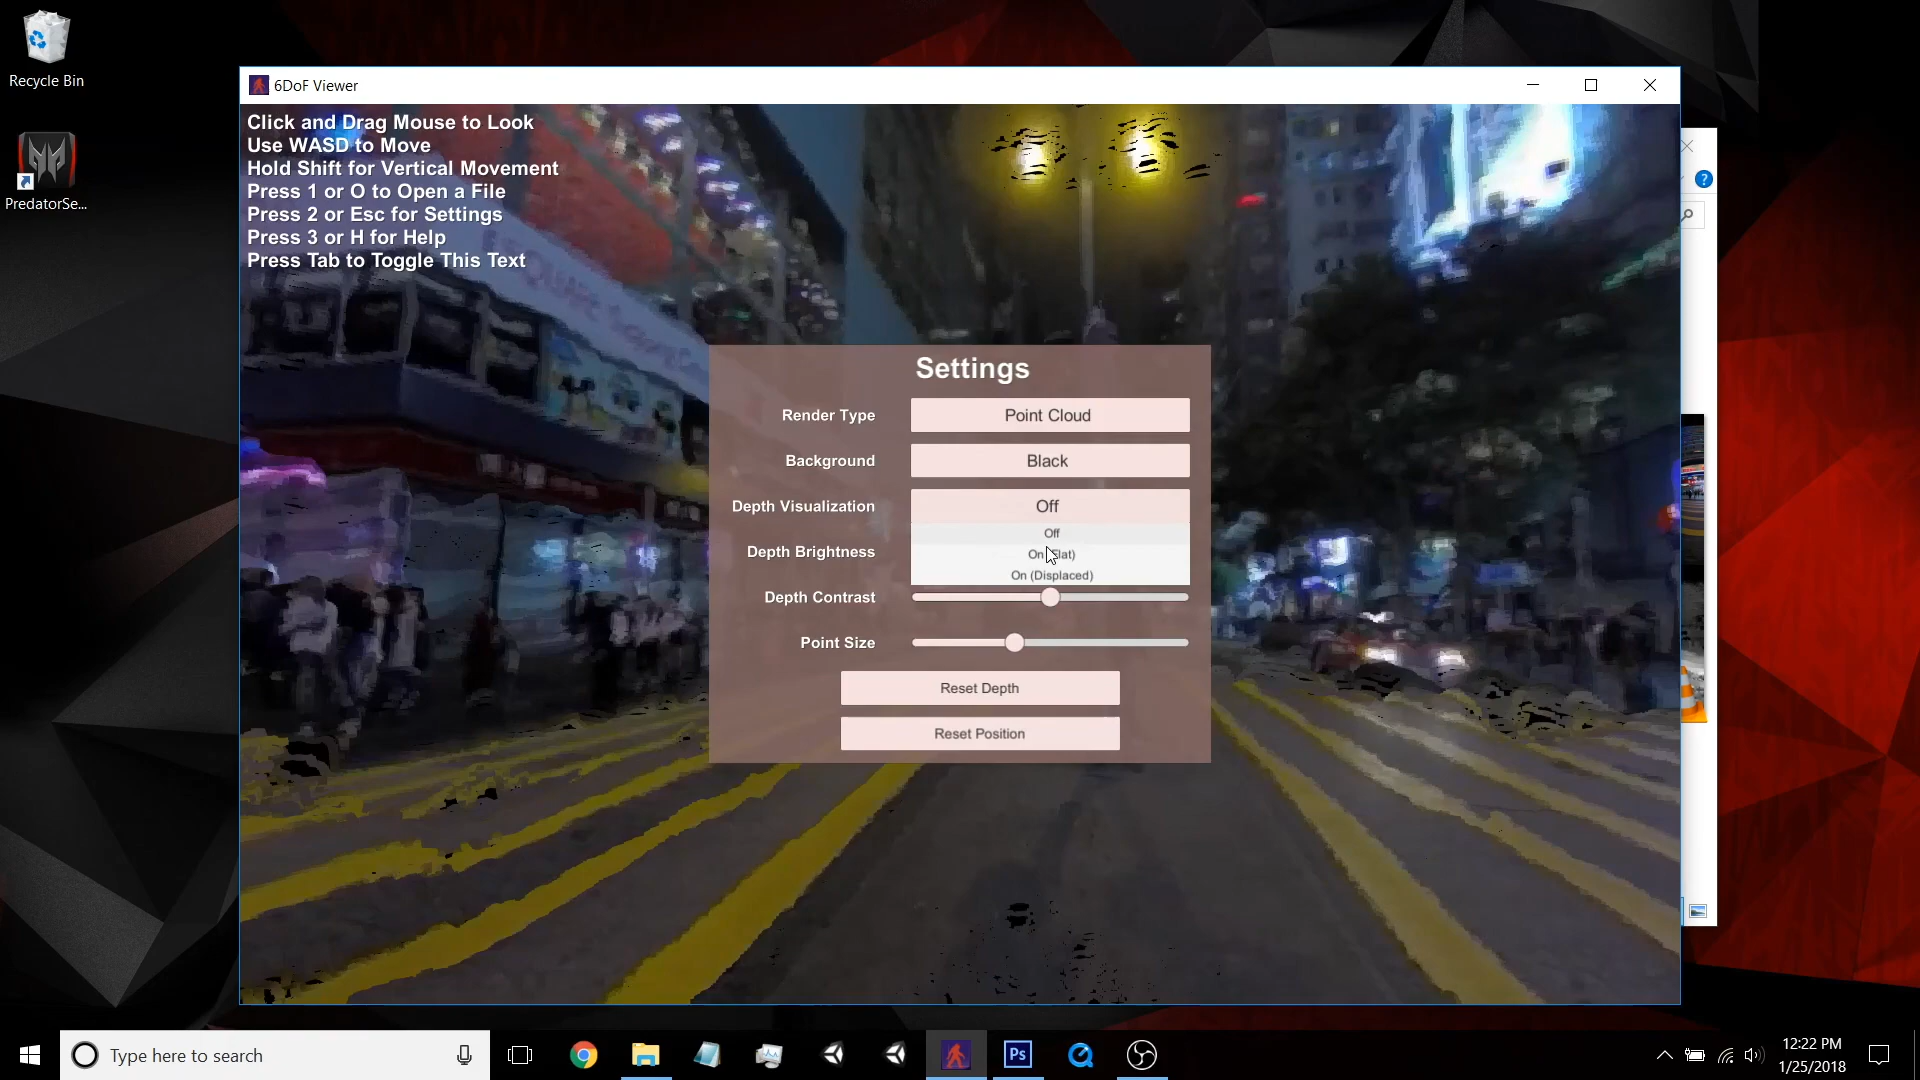 Recycle Bin
PredatorSe...
6DoF Viewer
Click and Drag Mouse to Look
Use WASD to Move
Hold Shift for Vertical Movement
Press 1 or O to Open a File
Press 2 or Esc for Settings
Press 3 or H for Help
Press Tab to Toggle This Text
Settings
Render Type Point Cloud
Background Black
Depth Visualization Off
Off
Depth Brightness On
On (Displaced)
Depth Contrast
Point Size
Reset Depth
Reset Position
Type here to search
Ps
12:22 PM
1/25/2018